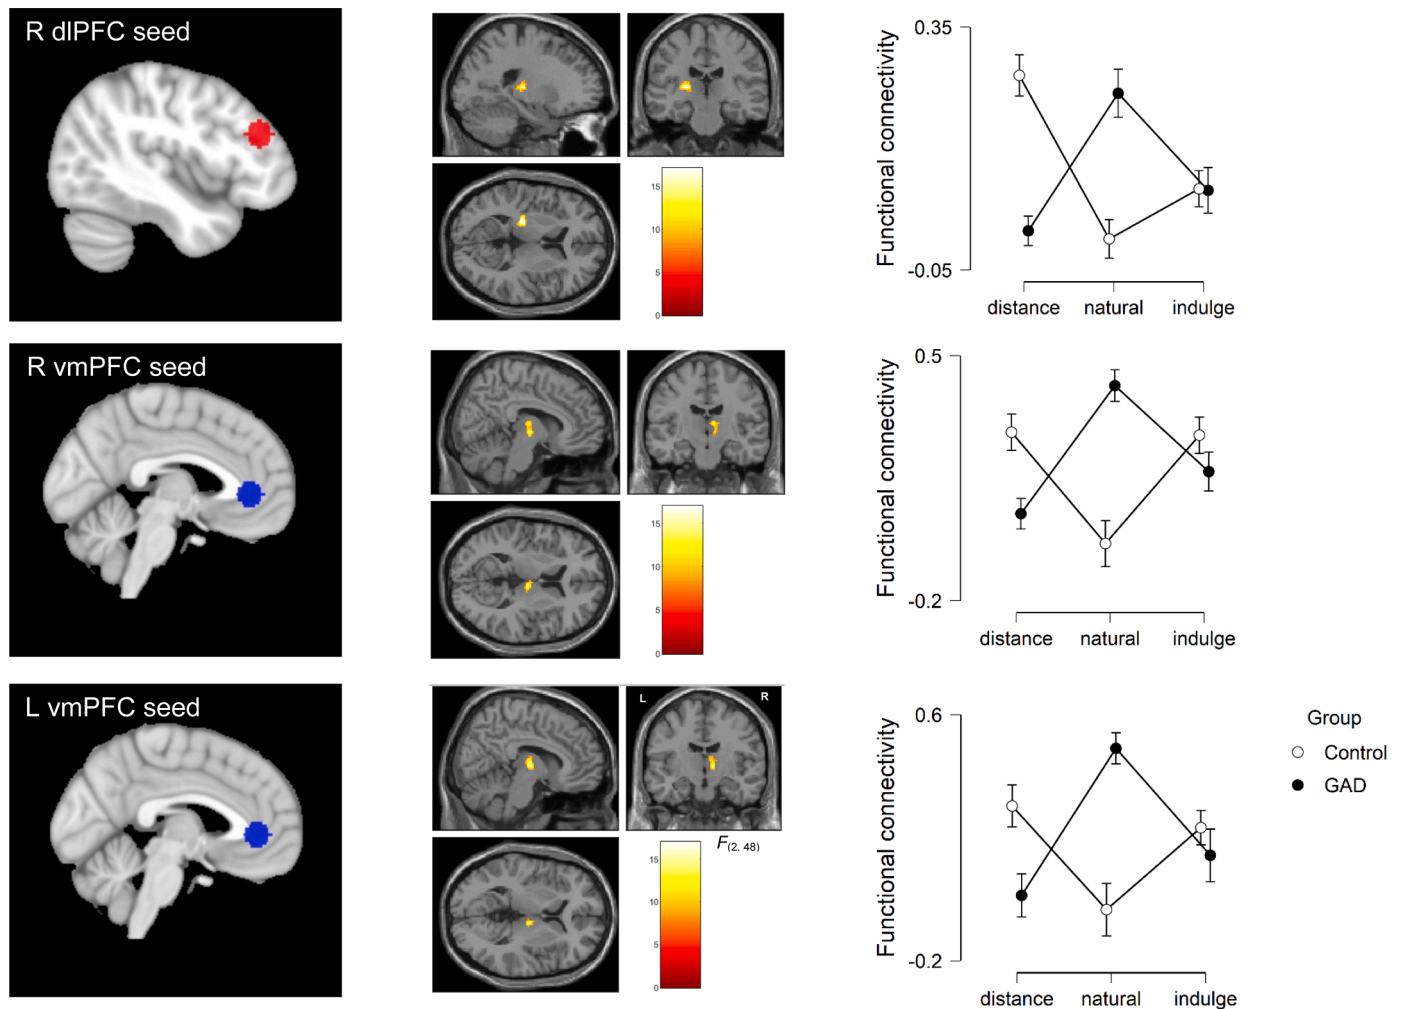 R dlPFC seed
15
10
5
0
Functional connectivity
0.35
-0.05
distance natural indulge
R vmPFC seed
15
10
5
0
Functional connectivity
0.5
-0.2
distance natural indulge
L vmPFC seed
L R
F(2, 48)
15
10
5
0
Functional connectivity
0.6
-0.2
distance natural indulge
Group
Control
GAD